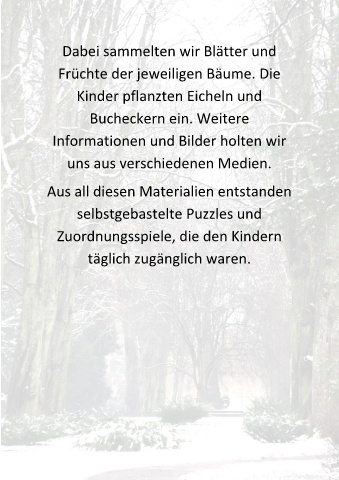 Dabei sammelten wir Blätter und
Früchte der jeweiligen Bäume. Die
Kinder pflanzten Eicheln und
Bucheckern ein. Weitere
Informationen und Bilder holten wir
uns aus verschiedenen Medien.
Aus all diesen Materialien entstanden
selbstgebastelte Puzzles und
Zuordnungsspiele, die den Kindern
täglich zugänglich waren.